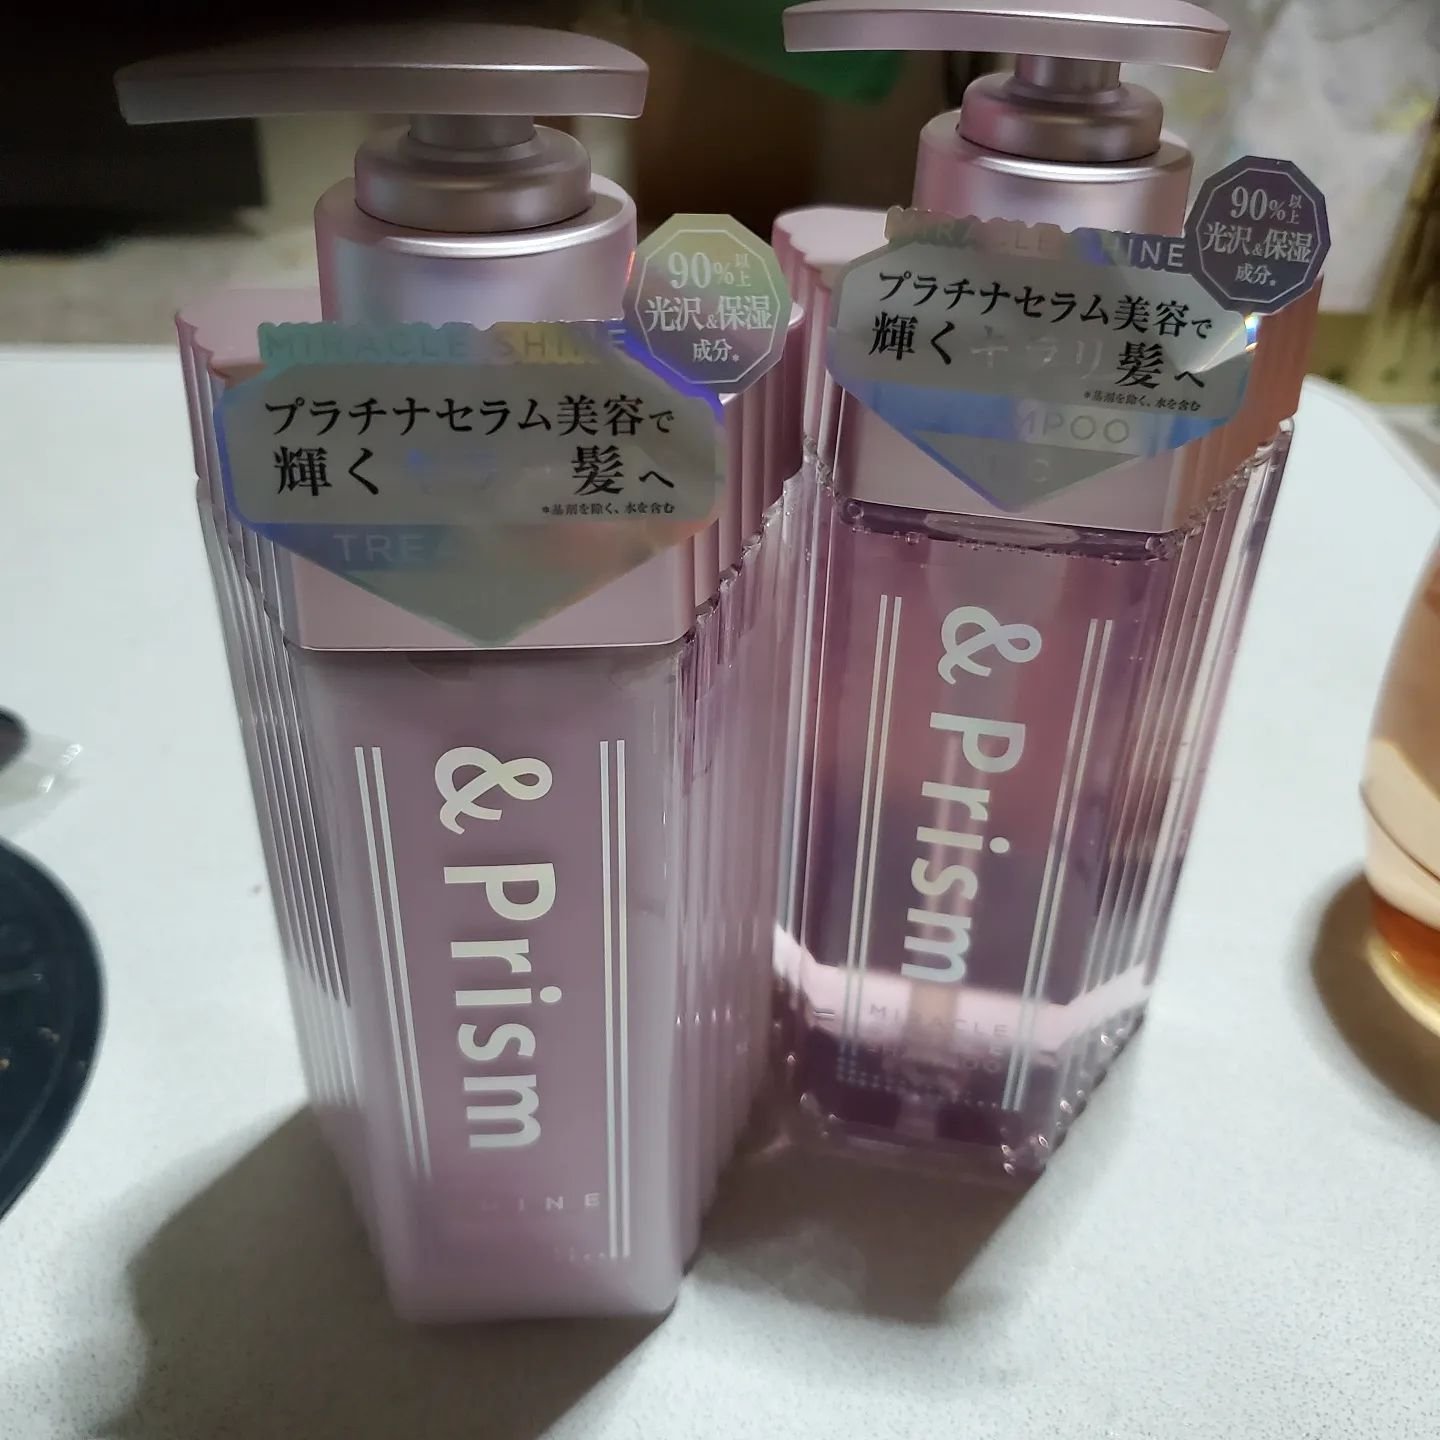 90%以上
光沢&保湿
成分*
MIRACLE SHINE
プラチナセラム美容で
輝く 髪へ
*基剤を除く、水を含む
& Prism
90%以上
光沢&保湿
成分*
MIRACLE SHINE
プラチナセラム美容で
輝くキラリ髪へ
*基剤を除く、水を含む
& Prism
MIRACLE